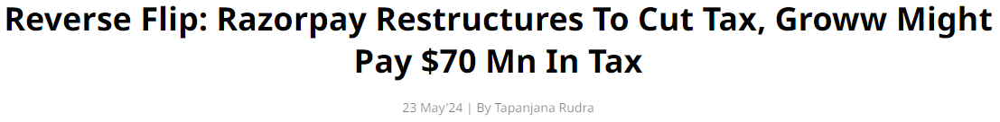 Reverse Flip: Razorpay Restructures To Cut Tax, Groww Might
Pay $70 Mn In Tax
23 May'24 | By Tapanjana Rudra